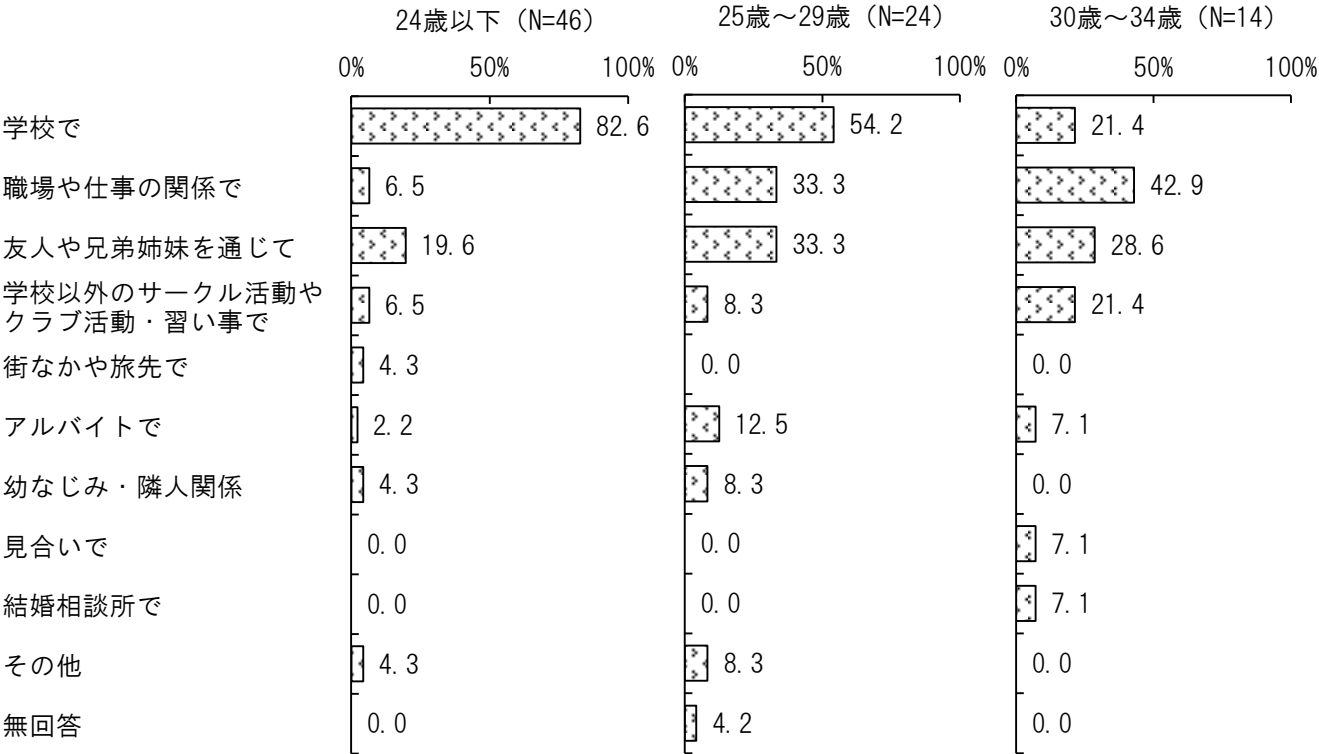 24歳以下（N=46） 25歳～29歳（N=24） 30歳～34歳（N=14）
0% 50% 100% 0% 50% 100% 0% 50% 100%
学校で 82.6 54.2 21.4
職場や仕事の関係で 6.5 33.3 42.9
友人や兄弟姉妹を通じて 19.6 33.3 28.6
学校以外のサークル活動や
クラブ活動・習い事で 6.5 8.3 21.4
街なかや旅先で 4.3 0.0 0.0
アルバイトで 2.2 12.5 7.1
幼なじみ・隣人関係 4.3 8.3 0.0
見合いで 0.0 0.0 7.1
結婚相談所で 0.0 0.0 7.1
その他 4.3 8.3 0.0
無回答 0.0 4.2 0.0